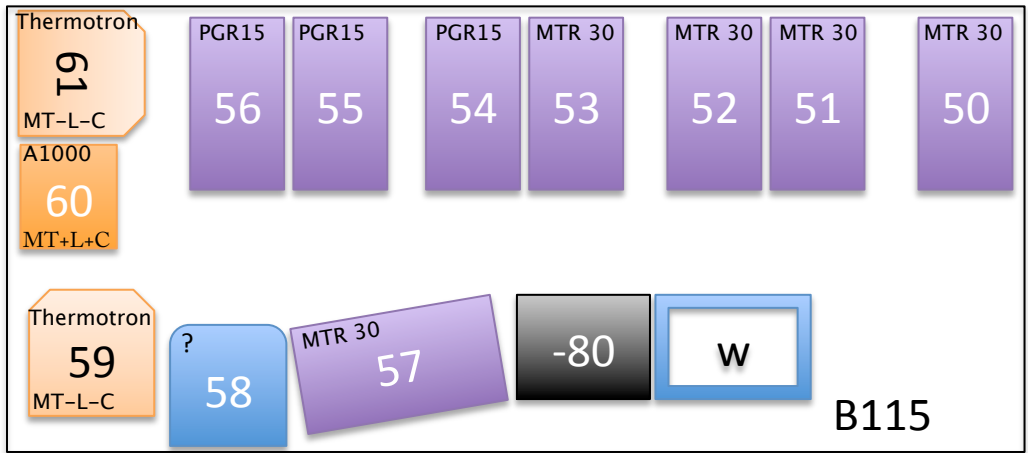 Thermotron
61
MT-L-C
PGR15
56
PGR15
55
PGR15
54
MTR 30
53
MTR 30
52
MTR 30
51
MTR 30
50
A1000
60
MT+L+C
Thermotron
59
MT-L-C
?
58
MTR 30
57
-80
W
B115